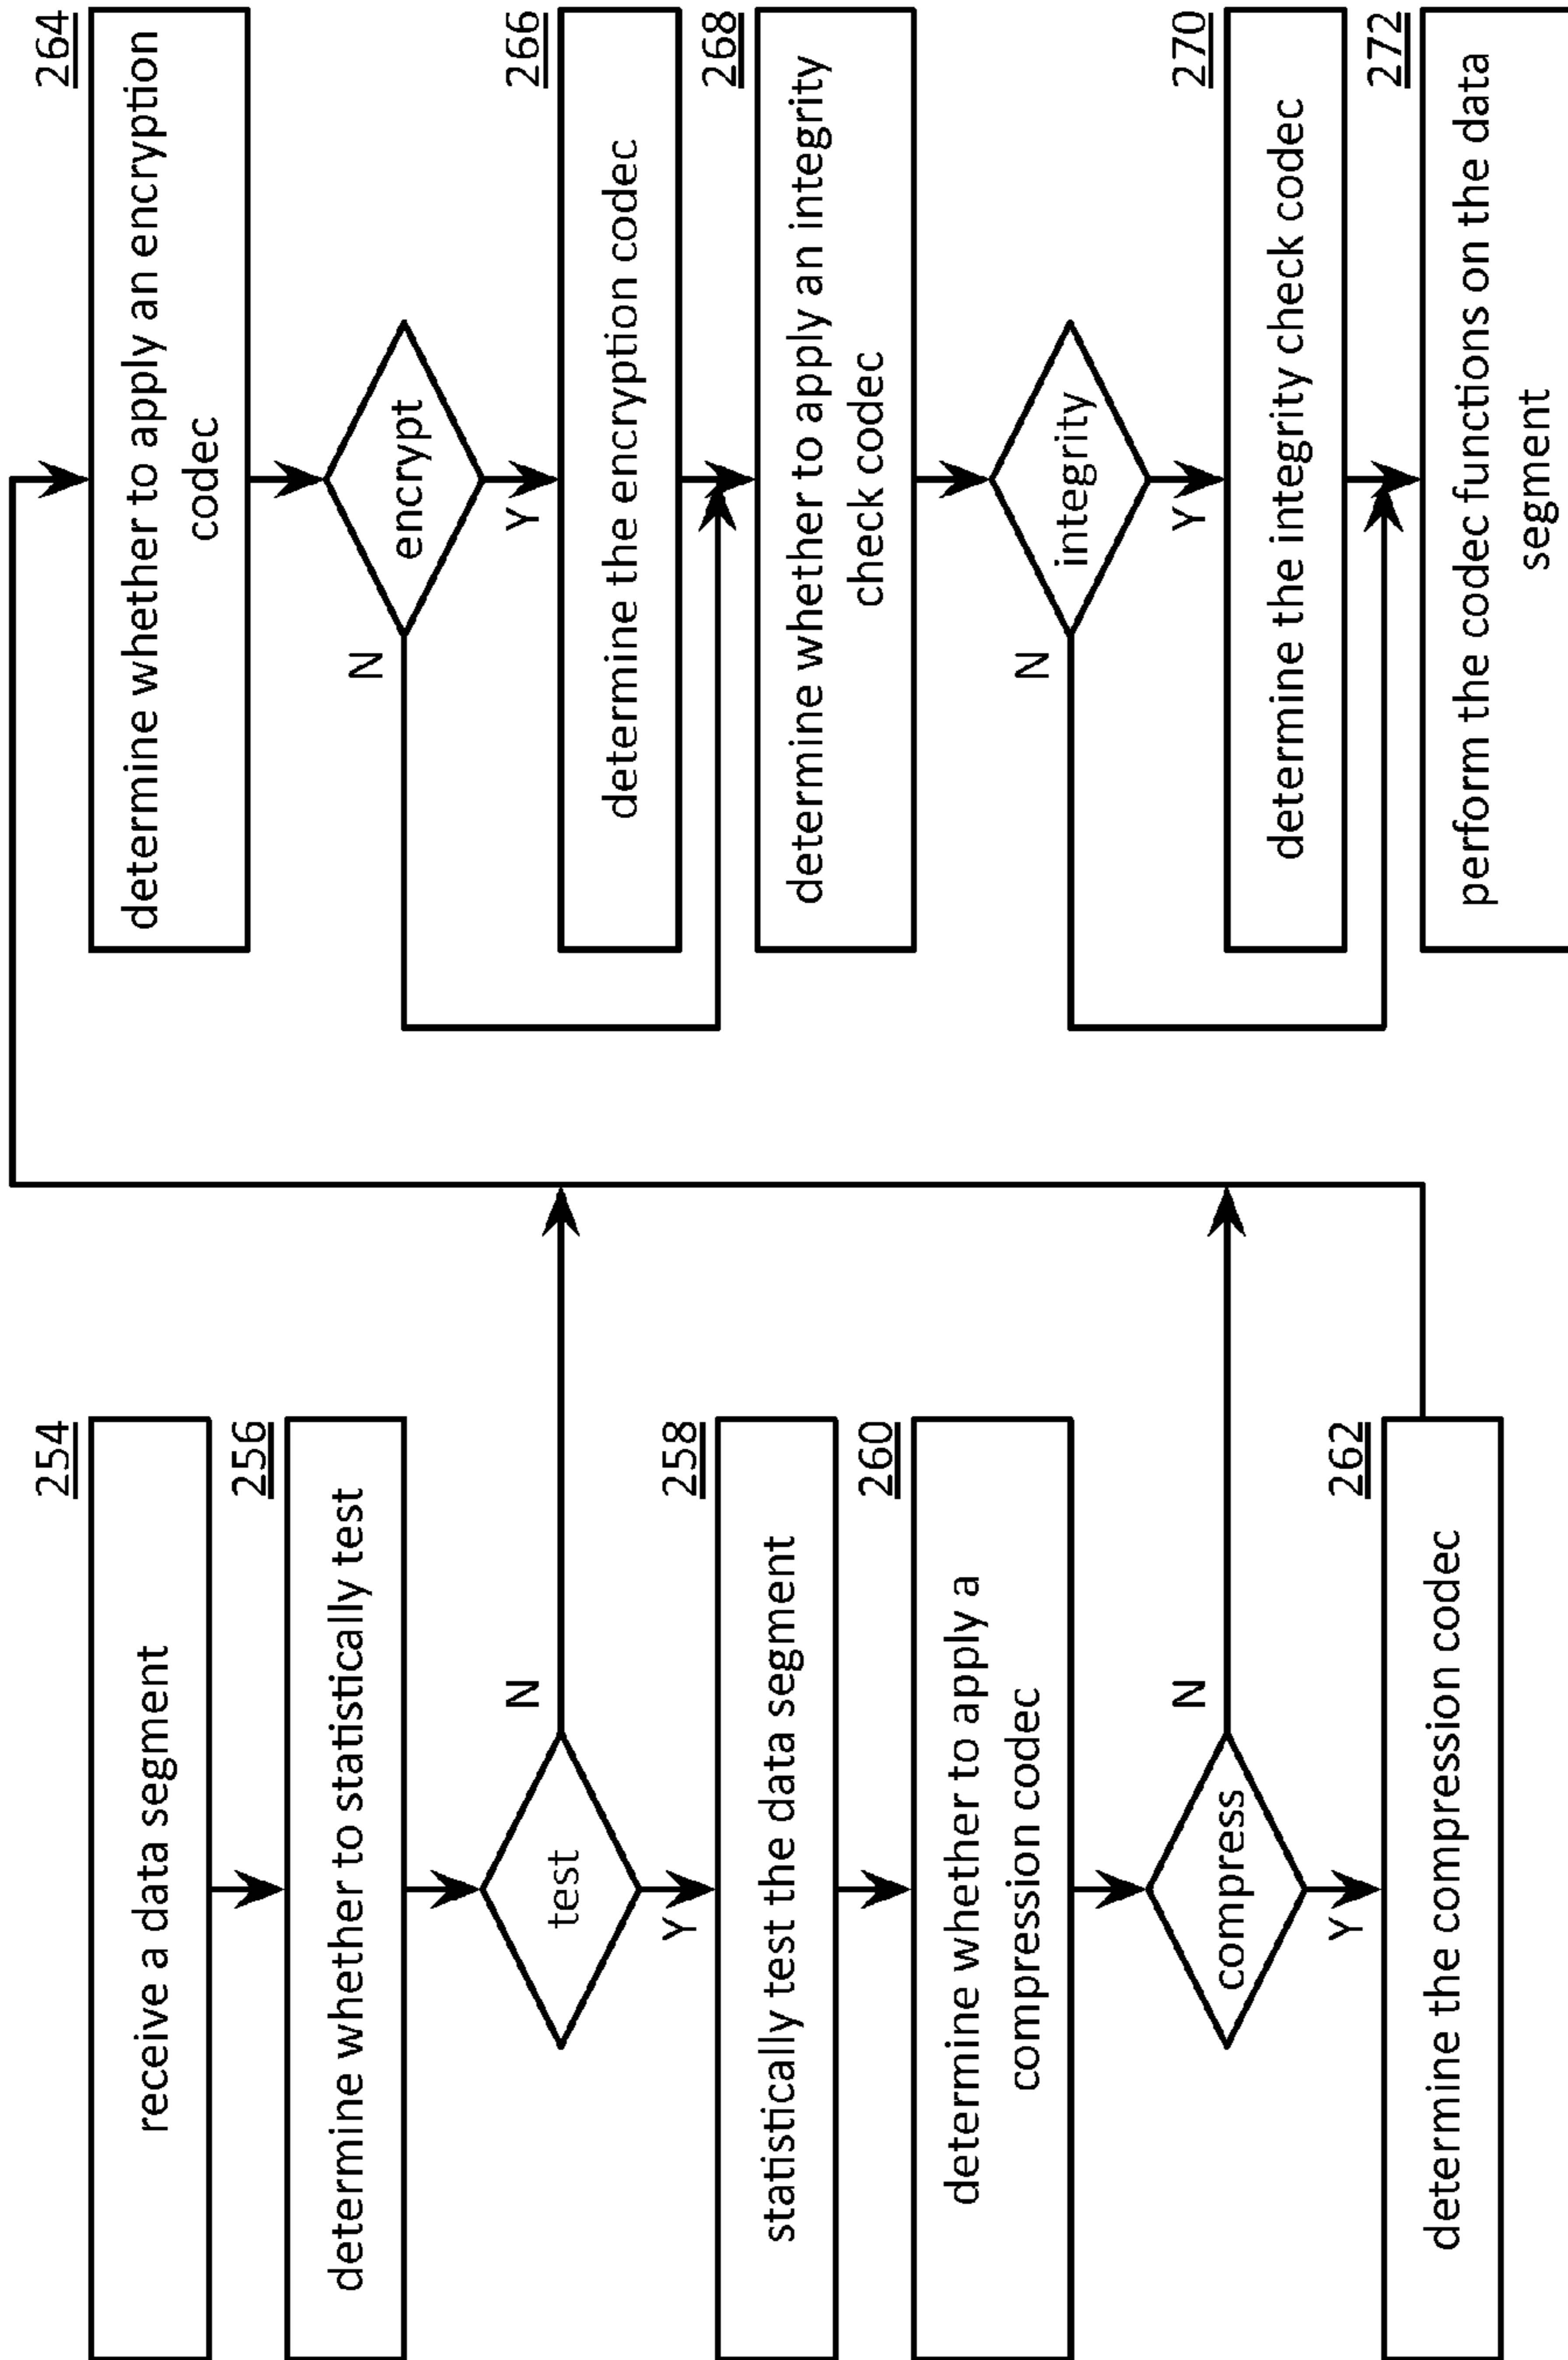 254
receive a data segment
256
determine whether to statistically test
test
N
Y
258
statistically test the data segment
260
determine whether to apply a
compression codec
compress
N
Y
262
determine the compression codec
264
determine whether to apply an encryption
codec
encrypt
N
Y
266
determine the encryption codec
268
determine whether to apply an integrity
check codec
integrity
N
Y
270
determine the integrity check codec
272
perform the codec functions on the data
segment